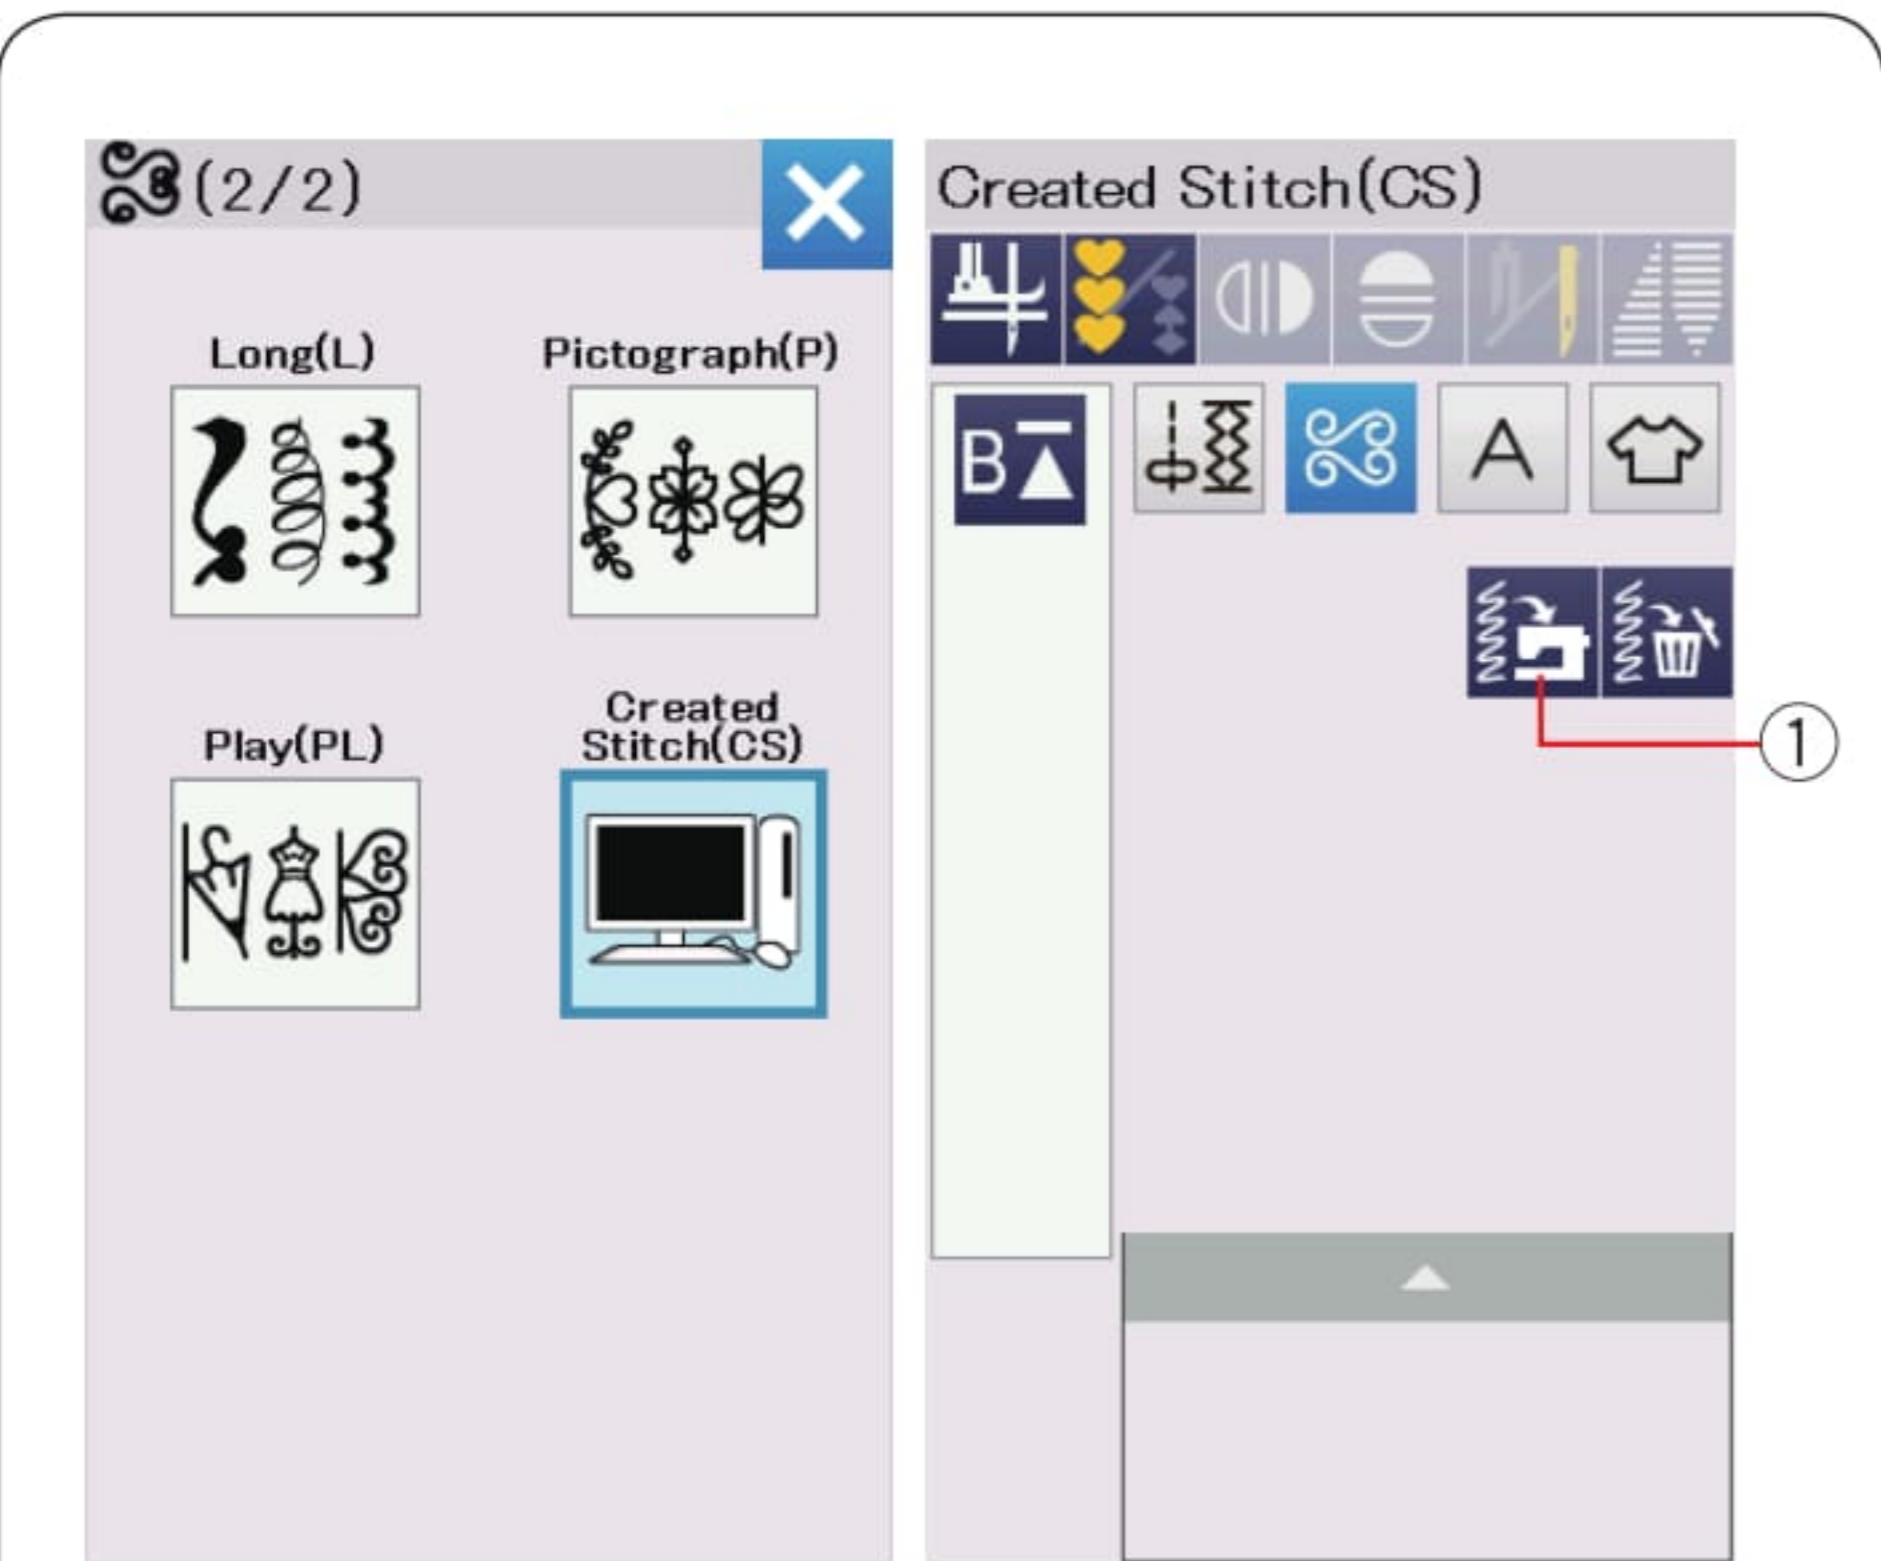 (2/2)
Long(L)
Pictograph(P)
Play(PL)
Created
Stitch(CS)
Created Stitch(CS)
B
A
1